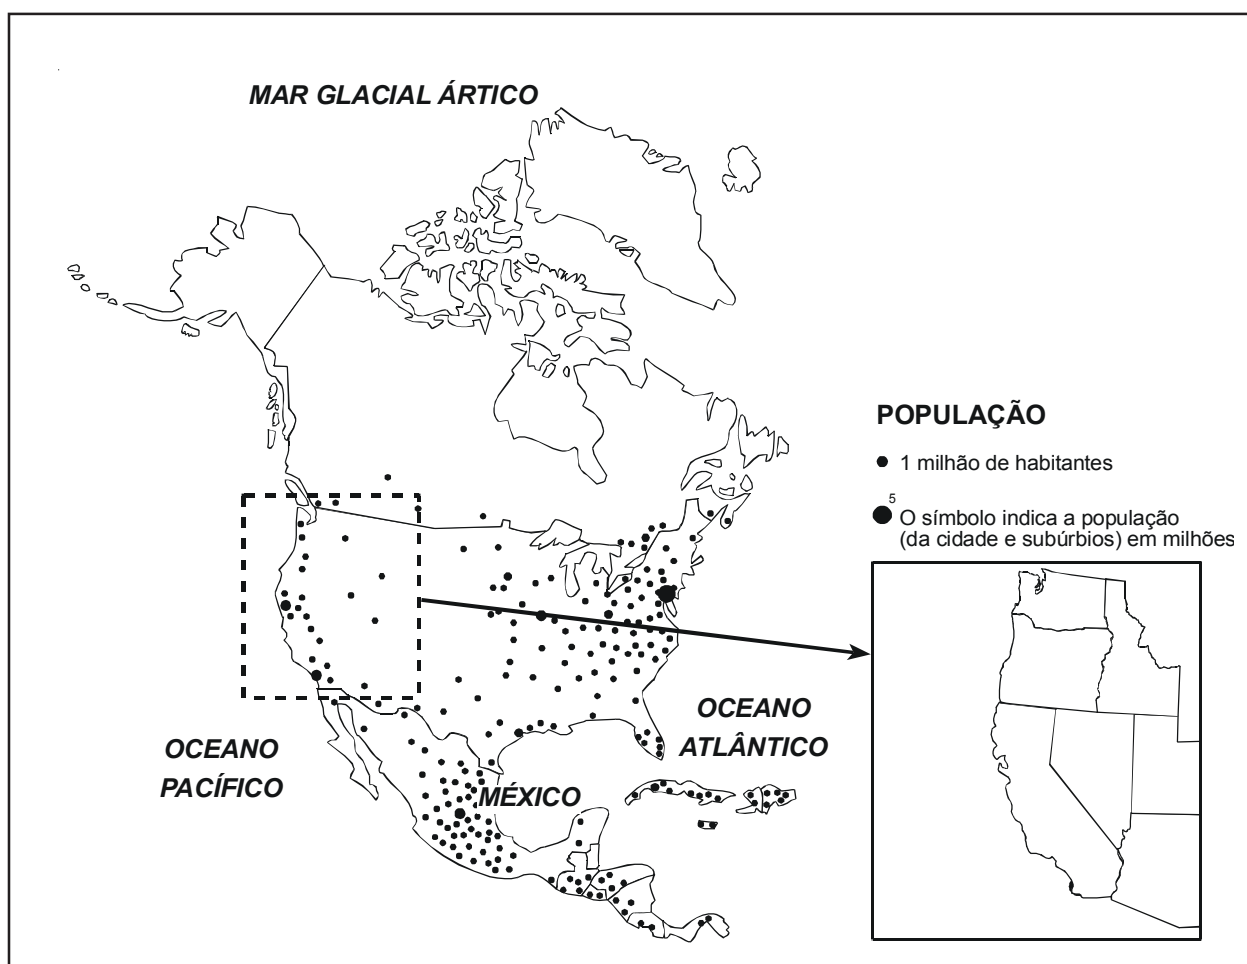 MAR GLACIAL ÁRTICO
POPULAÇÃO
1 milhão de habitantes
5
O símbolo indica a população
(da cidade e subúrbios) em milhões
OCEANO
ATLÂNTICO
OCEANO
PACÍFICO
MÉXICO